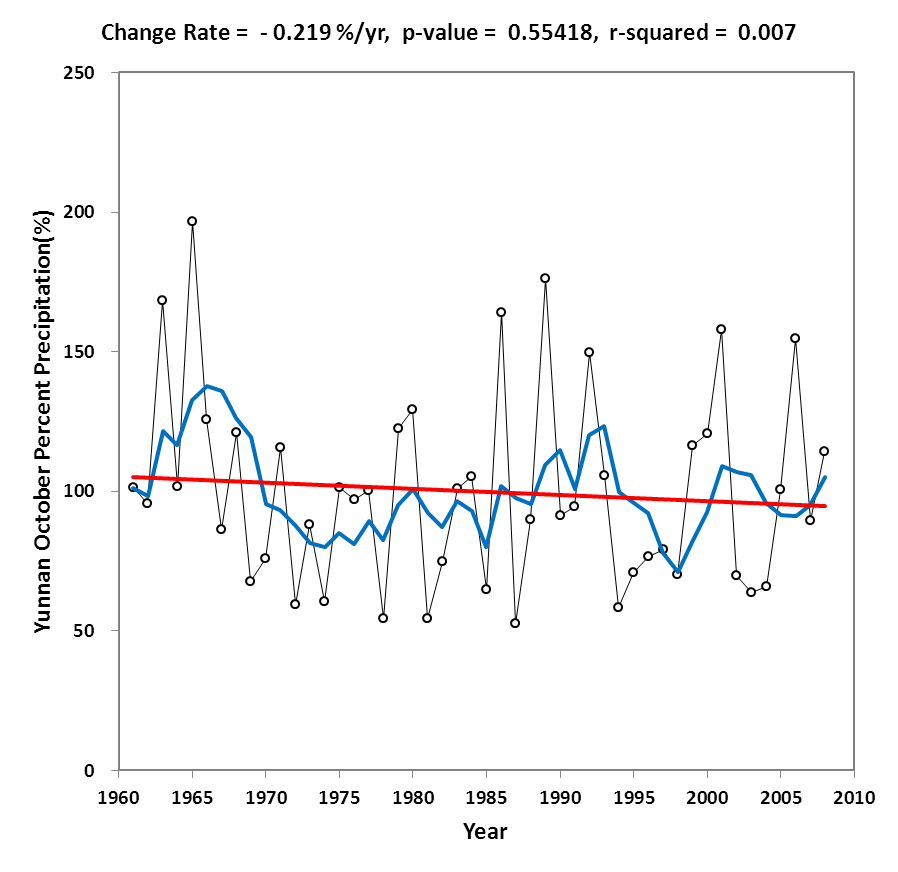 Change Rate =  - 0.219 %/yr,  p-value =  0.55418,  r-squared =  0.007
250
200
150
100
50
0
Yunnan October Percent Precipitation(%)
1960 1965 1970 1975 1980 1985 1990 1995 2000 2005 2010
Year